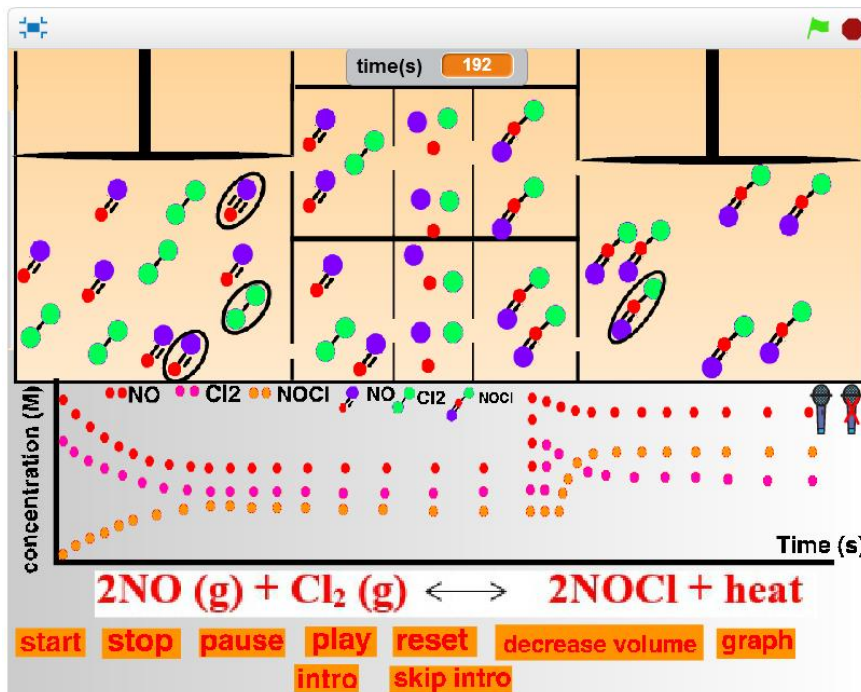 time(s) 192
NO Cl2 NOCl NO Cl2 NOCl
concentration (M)
Time (s)
2NO (g) + Cl₂ (g) ⟷ 2NOCl + heat
start stop pause play reset decrease volume graph
intro skip intro